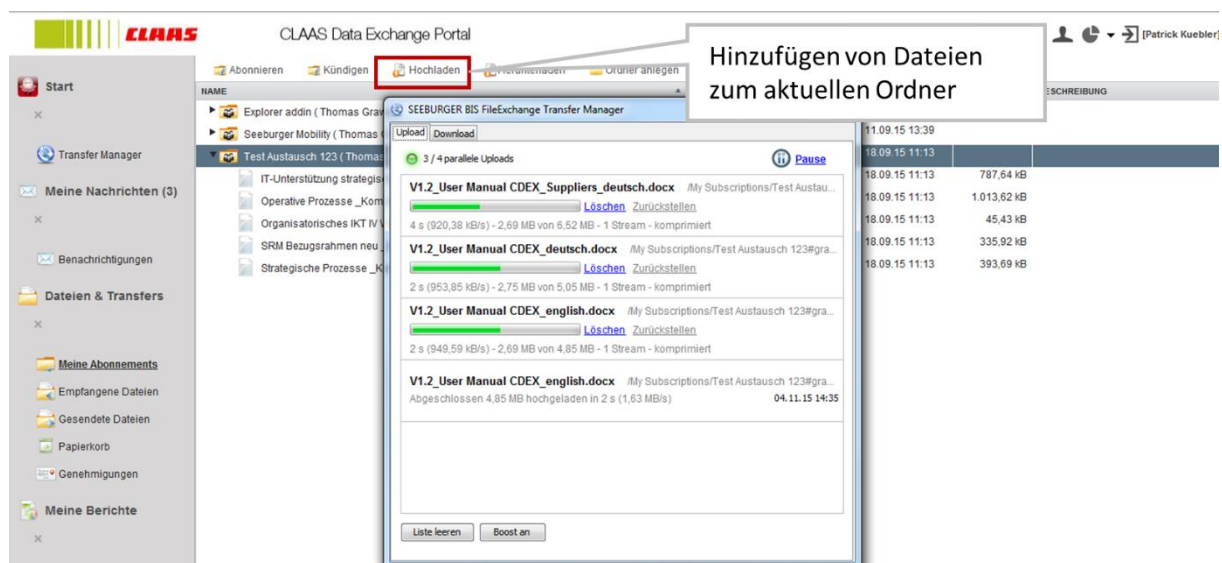 CLAAS
CLAAS Data Exchange Portal
[Patrick Kuebler]
Hinzufügen von Dateien
zum aktuellen Ordner
Start
Transfer Manager
Meine Nachrichten (3)
Benachrichtigungen
Dateien & Transfers
Meine Abonnements
Empfangene Dateien
Gesendete Dateien
Papierkorb
Genehmigungen
Meine Berichte
Abonnieren Kündigen Hochladen Herunterladen Ordner anlegen
NAME
Explorer addin ( Thomas
Seeburger Mobility ( Thomas 11.09.15 13:39
Test Austausch 123 ( Thomas 18.09.15 11:13
IT-Unterstützung 18.09.15 11:13 787,64 kB
Operative Prozesse 18.09.15 11:13 1.013,62 kB
Organisatorisches IKT IV 18.09.15 11:13 45,43 kB
SRM Bezugsrahmen neu 18.09.15 11:13 335,92 kB
Strategische Prozesse 18.09.15 11:13 393,69 kB
SEEBURGER BIS FileExchange Transfer Manager
Upload Download
3 / 4 parallele Uploads Pause
V1.2_User Manual CDEX_Suppliers_deutsch.docx /My Subscriptions/Test Austau...
Löschen Zurückstellen
4 s (920,38 kB/s) - 2,69 MB von 6,52 MB - 1 Stream - komprimiert
V1.2_User Manual CDEX_deutsch.docx /My Subscriptions/Test Austausch 123#gra...
Löschen Zurückstellen
2 s (953,85 kB/s) - 2,75 MB von 5,05 MB - 1 Stream - komprimiert
V1.2_User Manual CDEX_english.docx /My Subscriptions/Test Austausch 123#gra...
Löschen Zurückstellen
2 s (949,59 kB/s) - 2,69 MB von 4,85 MB - 1 Stream - komprimiert
V1.2_User Manual CDEX_english.docx /My Subscriptions/Test Austausch 123#gra...
Abgeschlossen 4,85 MB hochgeladen in 2 s (1,63 MB/s) 04.11.15 14:35
Liste leeren Boost an